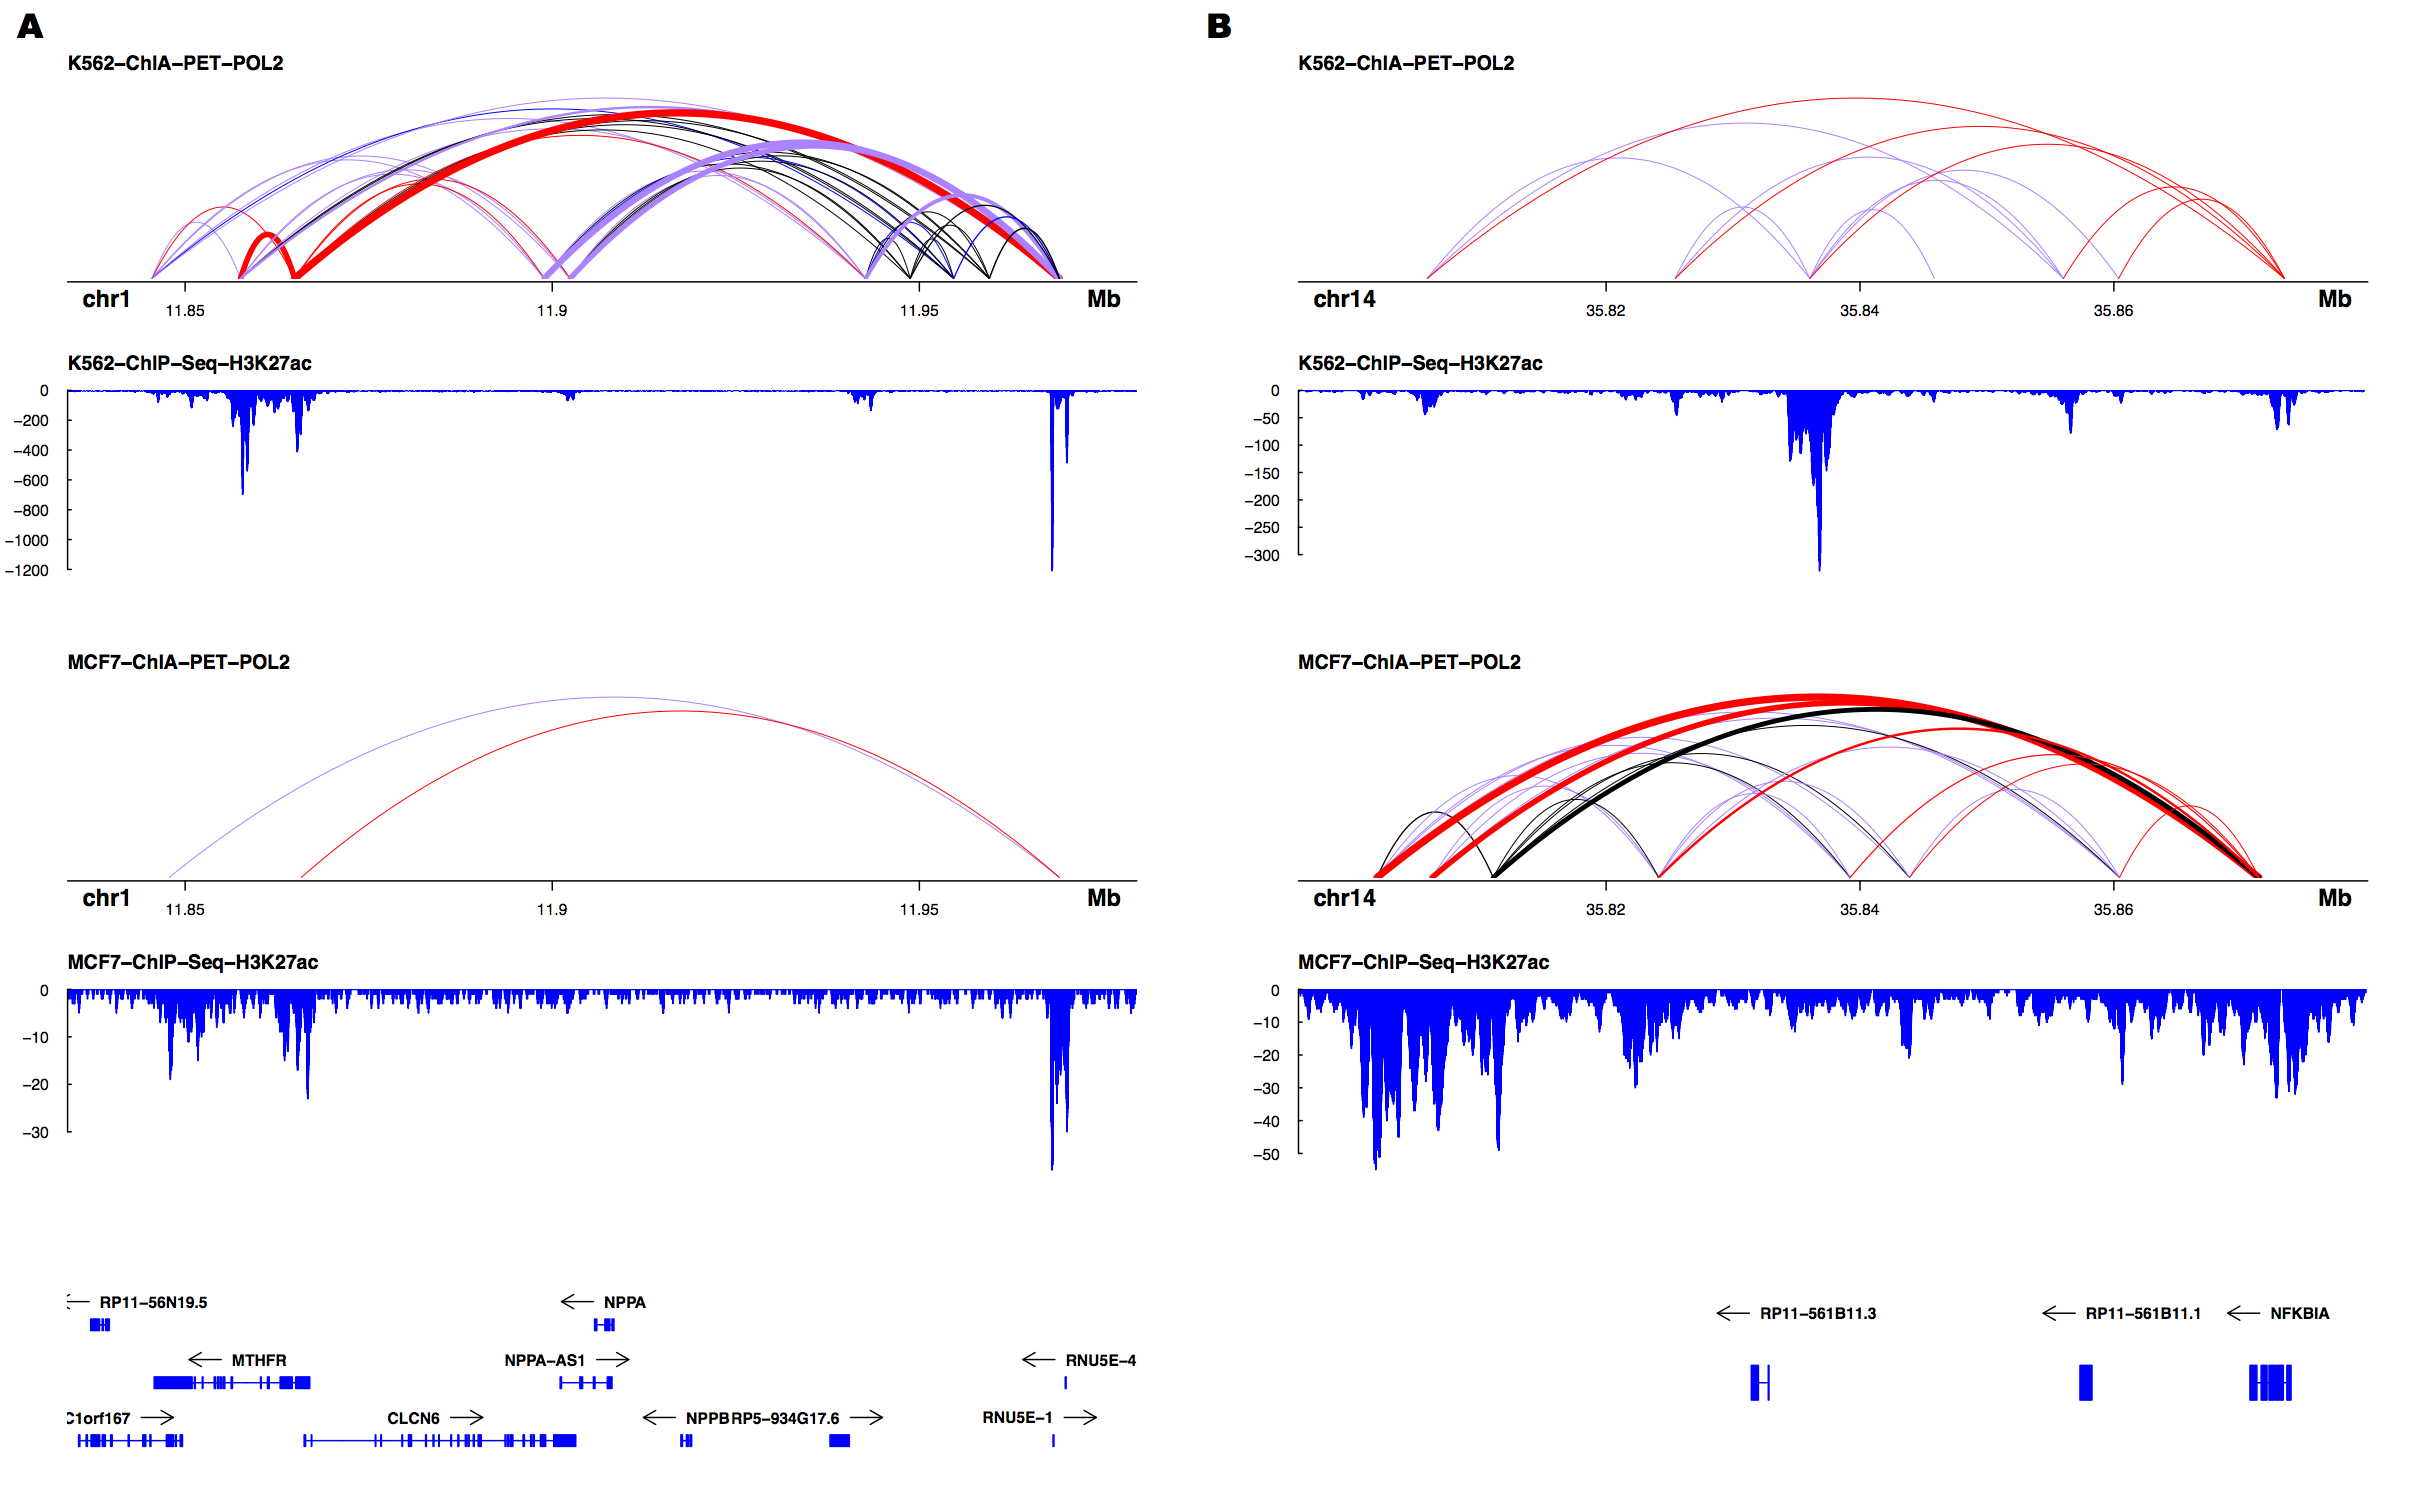 A
K562–ChIA–PET–POL2
chr1
Mb
11.85
11.9
11.95
K562–ChIP–Seq–H3K27ac
0
−200
−400
−600
−800
−1000
−1200
MCF7–ChIA–PET–POL2
chr1
Mb
11.85
11.9
11.95
MCF7–ChIP–Seq–H3K27ac
0
−10
−20
−30
RP11−56N19.5
NPPA
MTHFR
NPPA−AS1
RNU5E−4
C1orf167
CLCN6
NPPB
RP5−934G17.6
RNU5E−1
B
K562–ChIA–PET–POL2
chr14
Mb
35.82
35.84
35.86
K562–ChIP–Seq–H3K27ac
0
−50
−100
−150
−200
−250
−300
MCF7–ChIA–PET–POL2
chr14
Mb
35.82
35.84
35.86
MCF7–ChIP–Seq–H3K27ac
0
−10
−20
−30
−40
−50
RP11−561B11.3
RP11−561B11.1
NFKBIA